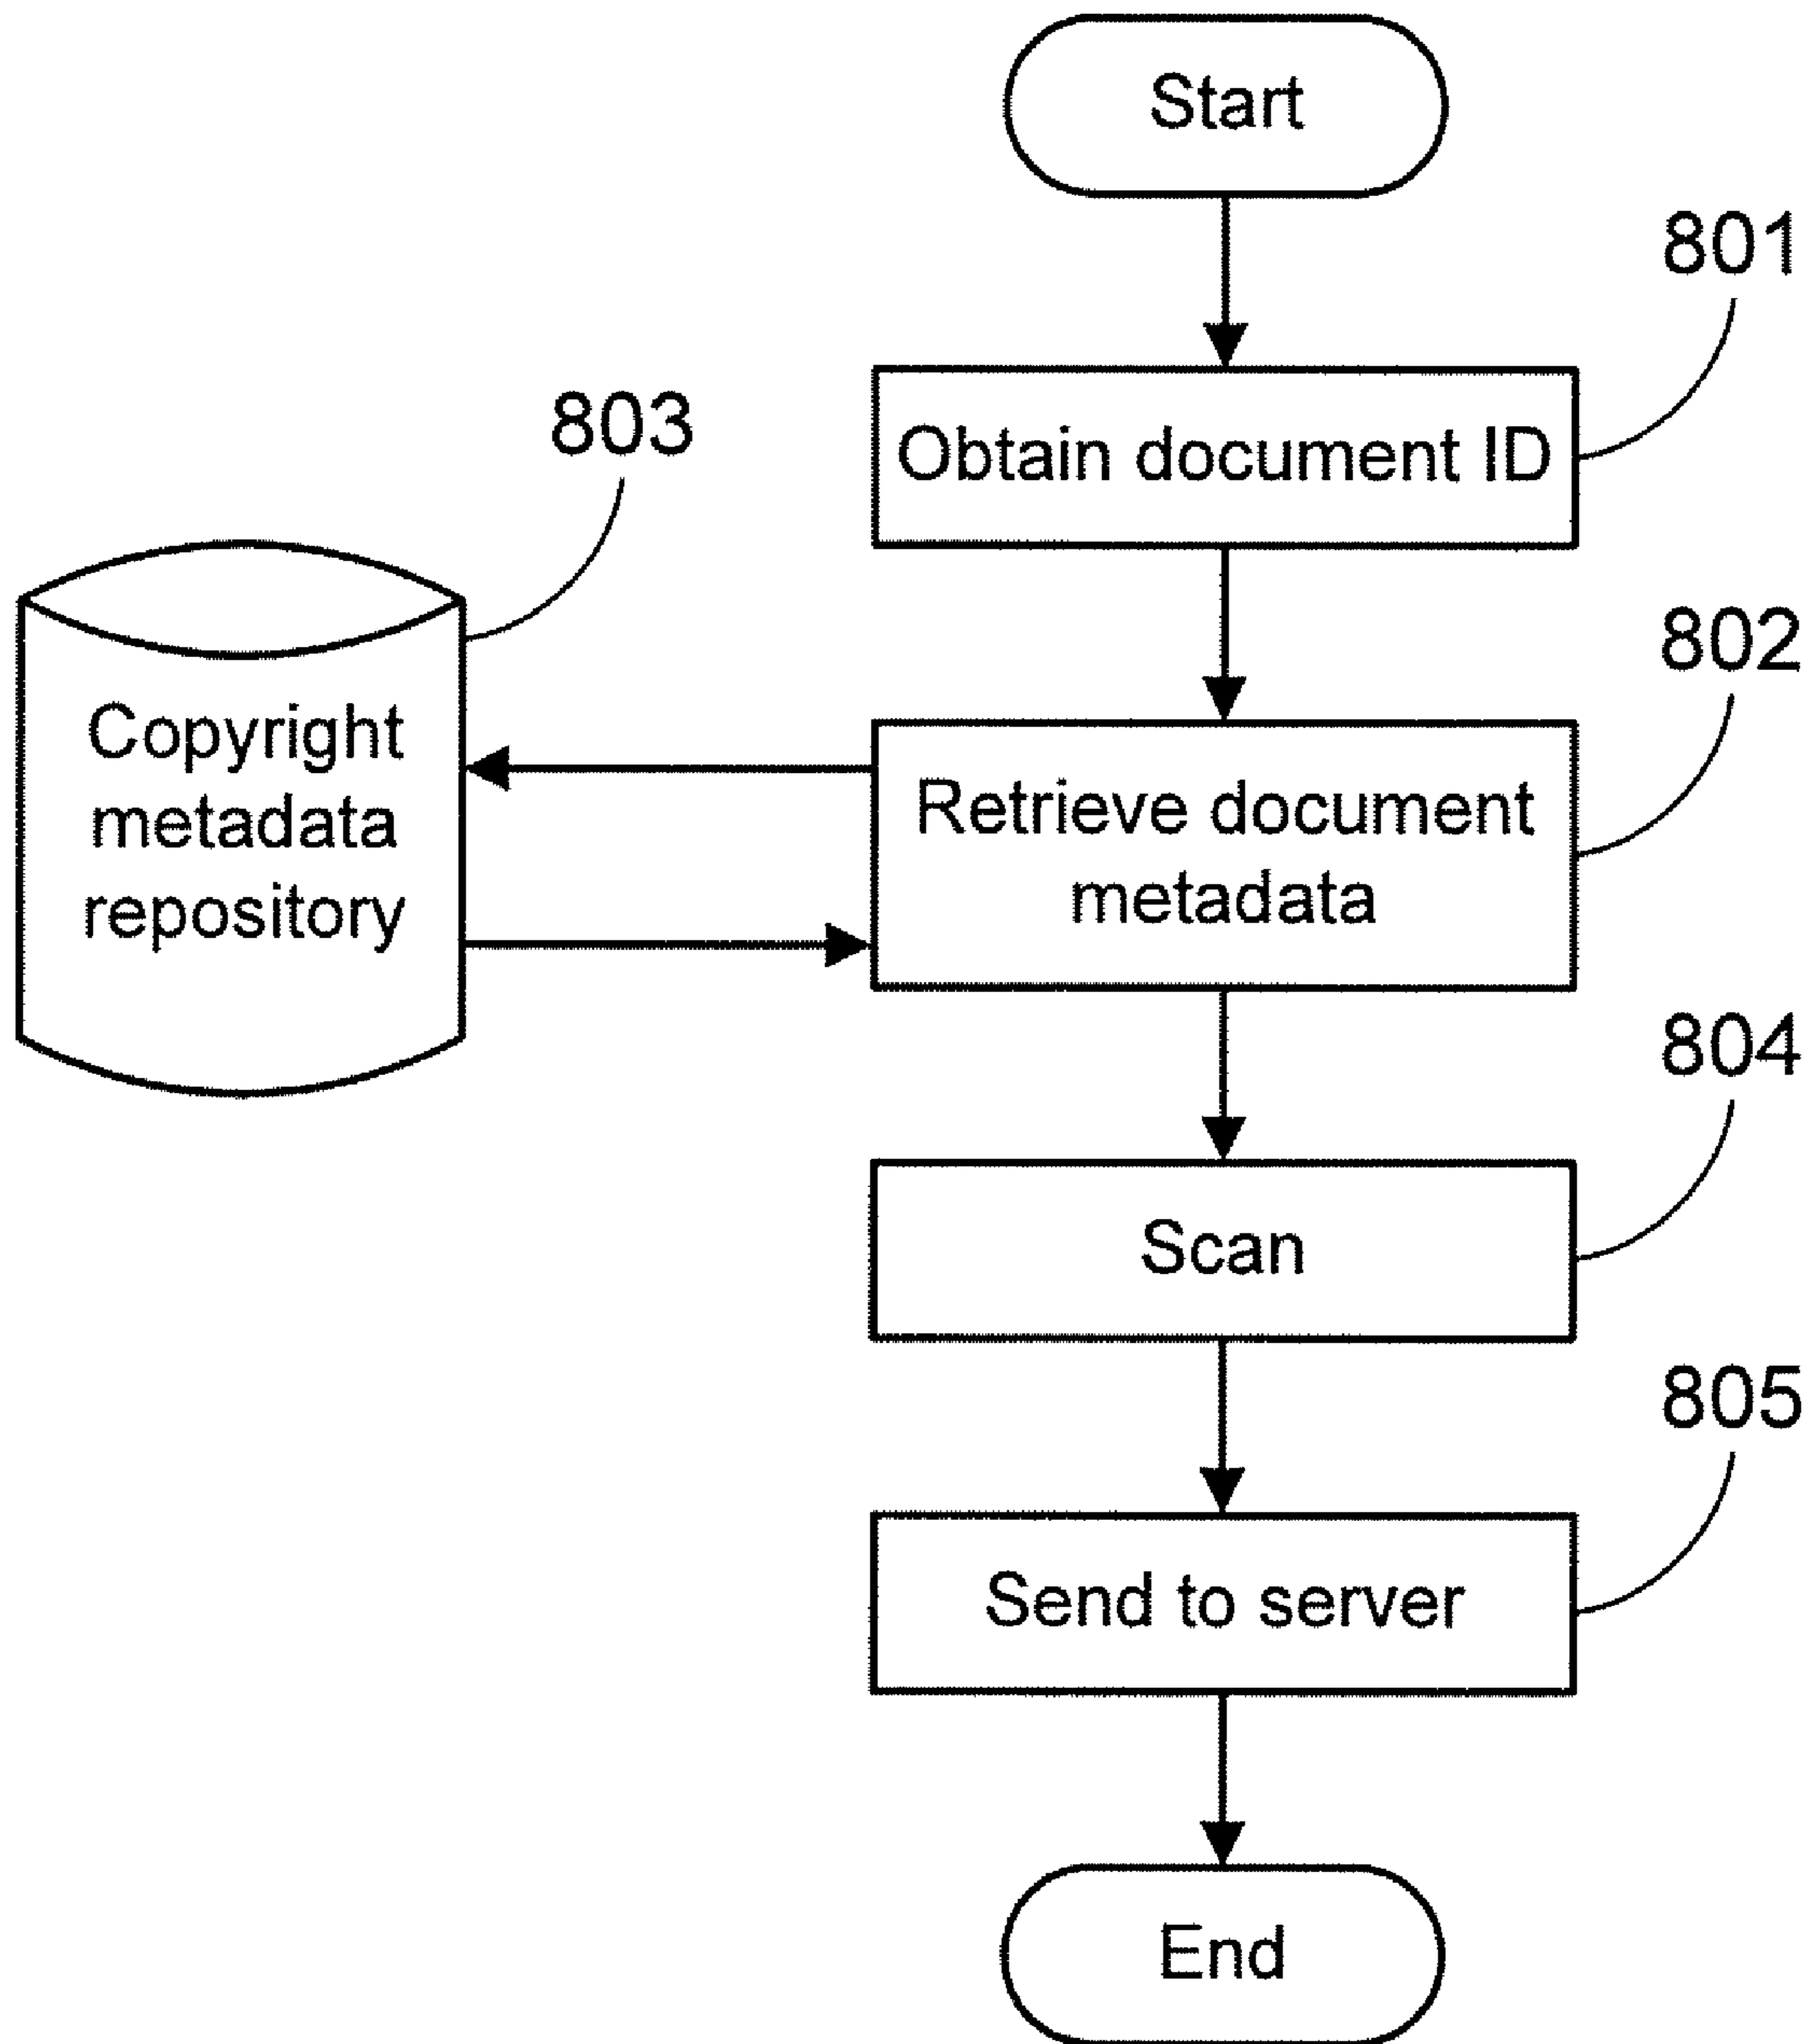 Start
801
Obtain document ID
803
802
Copyright
metadata
repository
Retrieve document
metadata
804
Scan
805
Send to server
End